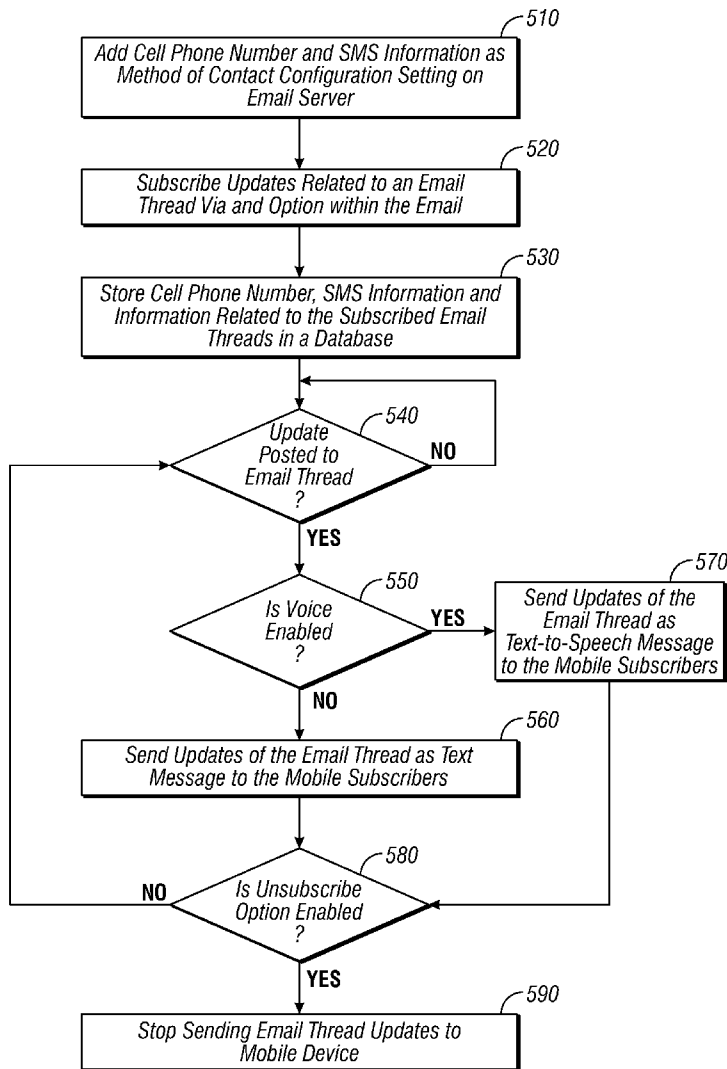 510
Add Cell Phone Number and SMS Information as
Method of Contact Configuration Setting on
Email Server
520
Subscribe Updates Related to an Email
Thread Via and Option within the Email
530
Store Cell Phone Number, SMS Information and
Information Related to the Subscribed Email
Threads in a Database
540
Update
Posted to
Email Thread
?
NO
YES
550
Is Voice
Enabled
?
YES
NO
570
Send Updates of the
Email Thread as
Text-to-Speech Message
to the Mobile Subscribers
560
Send Updates of the Email Thread as Text
Message to the Mobile Subscribers
580
Is Unsubscribe
Option Enabled
?
NO
YES
590
Stop Sending Email Thread Updates to
Mobile Device